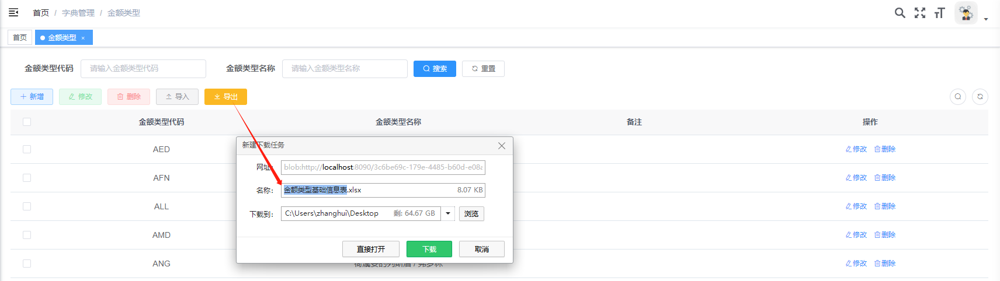 首页 / 字典管理 / 金额类型
首页
金额类型 ×
金额类型代码 请输入金额类型代码 金额类型名称 请输入金额类型名称 搜索 重置
新增 修改 删除 导入 导出
金额类型代码 金额类型名称 备注 操作
AED 修改 删除
AFN 修改 删除
ALL 修改 删除
AMD 修改 删除
ANG 修改 删除
新建下载任务
网址: blob:http://localhost:8090/3c6be69c-179e-4485-b60d-e08a
名称: 金额类型基础信息表.xlsx 8.07 KB
下载到: C:\Users\zhanghui\Desktop 剩: 64.67 GB 浏览
直接打开 下载 取消